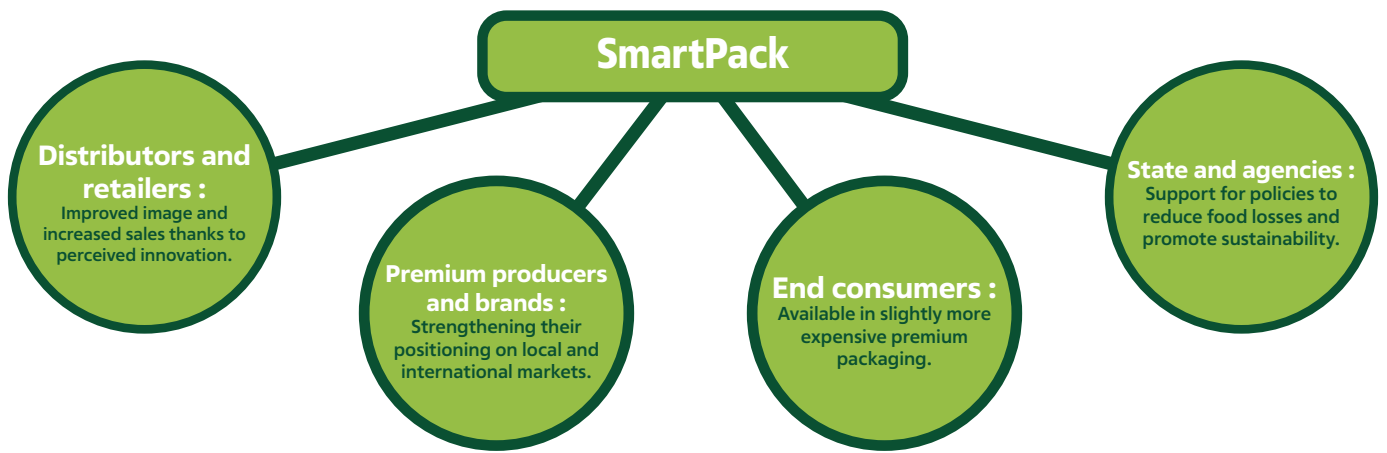 SmartPack
Distributors and
retailers :
Improved image and
increased sales thanks to
perceived innovation.
Premium producers
and brands :
Strengthening their
positioning on local and
international markets.
End consumers :
Available in slightly more
expensive premium
packaging.
State and agencies :
Support for policies to
reduce food losses and
promote sustainability.